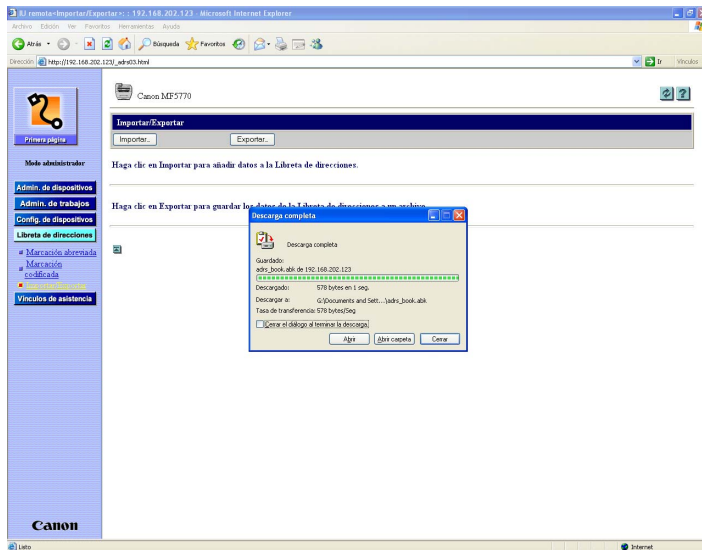 IU remota<Importar/Exportar>: : 192.168.202.123 - Microsoft Internet Explorer
Archivo Edición Ver Favoritos Herramientas Ayuda
Atrás Búsqueda Favoritos
Dirección http://192.168.202.123/_adrs03.html Ir Vínculos
Canon MF5770
Importar/Exportar
Importar.. Exportar..
Primera página
Modo administrador
Haga clic en Importar para añadir datos a la Libreta de direcciones.
Admin. de dispositivos
Admin. de trabajos
Config. de dispositivos
Libreta de direcciones
Haga clic en Exportar para guardar los datos de la Libreta de direcciones a un archivo.
Marcación abreviada
Marcación
codificada
Importar/Exportar
Vínculos de asistencia
Descarga completa
Descarga completa
Guardado:
adrs_book.abk de 192.168.202.123
Descargado: 578 bytes en 1 seg.
Descargar a: G:\Documents and Sett...\adrs_book.abk
Tasa de transferencia: 578 bytes/Seg
Cerrar el diálogo al terminar la descarga.
Abrir Abrir carpeta Cerrar
Canon
Listo Internet